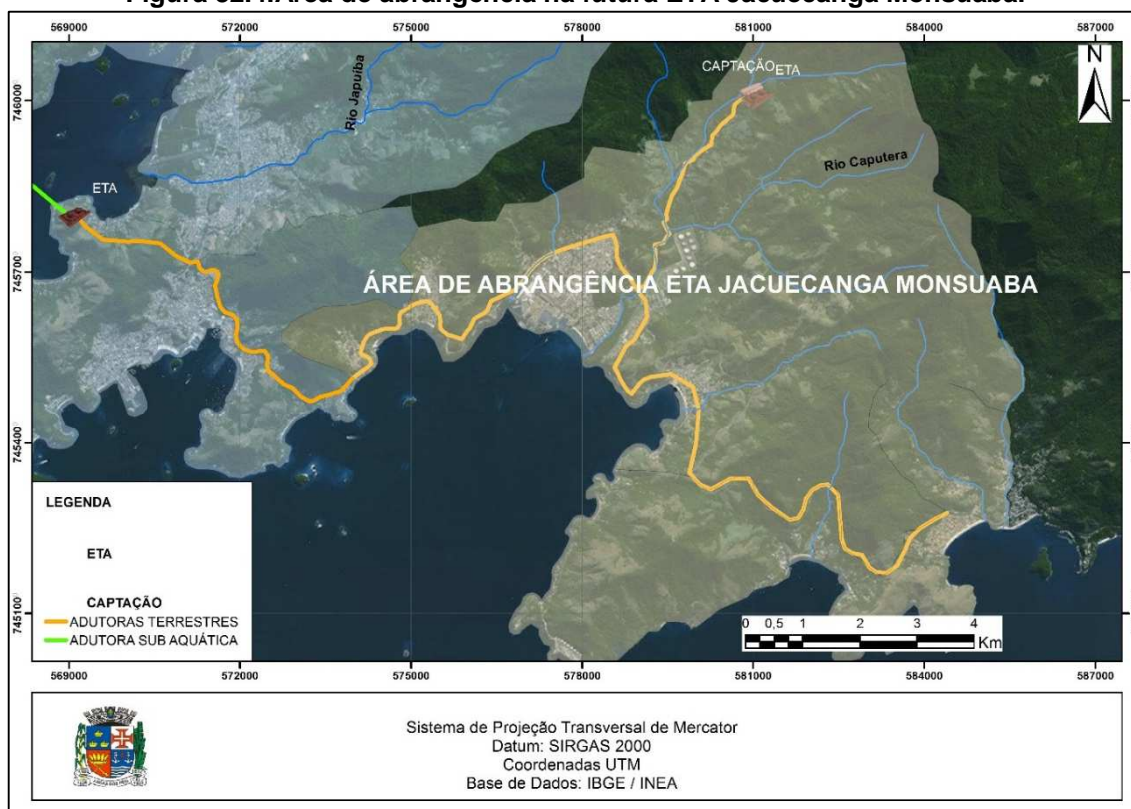 Figura 32.4.Área de abrangência na futura ETA Jacuecanga Monsuaba.
569000 572000 575000 578000 581000 584000 587000
746000
745700
745400
745100
Rio Japuíba
CAPTAÇÃO ETA
N
Rio Caputera
ETA
ÁREA DE ABRANGÊNCIA ETA JACUECANGA MONSUABA
LEGENDA
ETA
CAPTAÇÃO
ADUTORAS TERRESTRES
ADUTORA SUB AQUÁTICA
0 0,5 1 2 3 4
Km
569000 572000 575000 578000 581000 584000 587000
Sistema de Projeção Transversal de Mercator
Datum: SIRGAS 2000
Coordenadas UTM
Base de Dados: IBGE / INEA